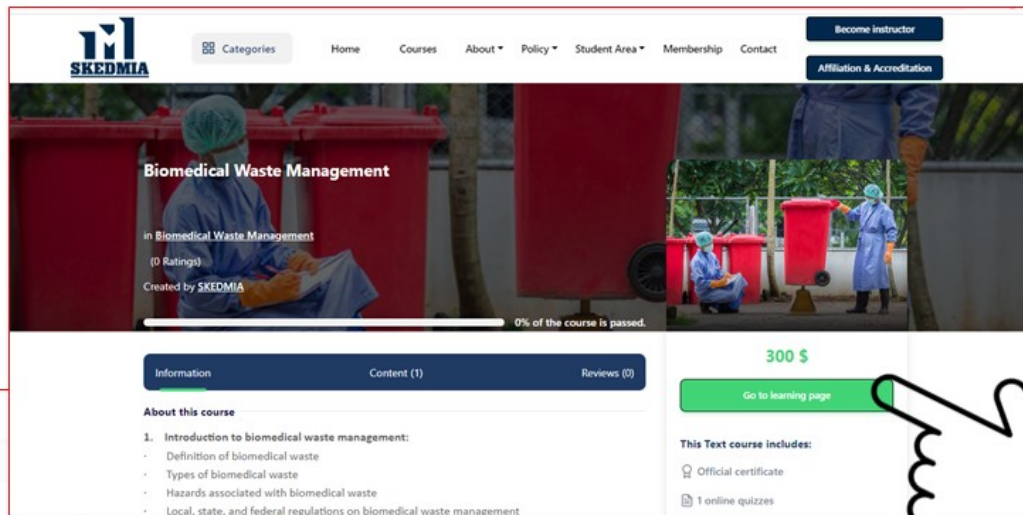 SKEDMIA
Categories
Home
Courses
About
Policy
Student Area
Membership
Contact
Become instructor
Affiliation & Accreditation
Biomedical Waste Management
in Biomedical Waste Management
(0 Ratings)
Created by SKEDMIA
0% of the course is passed.
Information
Content (1)
Reviews (0)
About this course
1. Introduction to biomedical waste management:
· Definition of biomedical waste
· Types of biomedical waste
· Hazards associated with biomedical waste
· Local, state, and federal regulations on biomedical waste management
300 $
Go to learning page
This Text course includes:
Official certificate
1 online quizzes